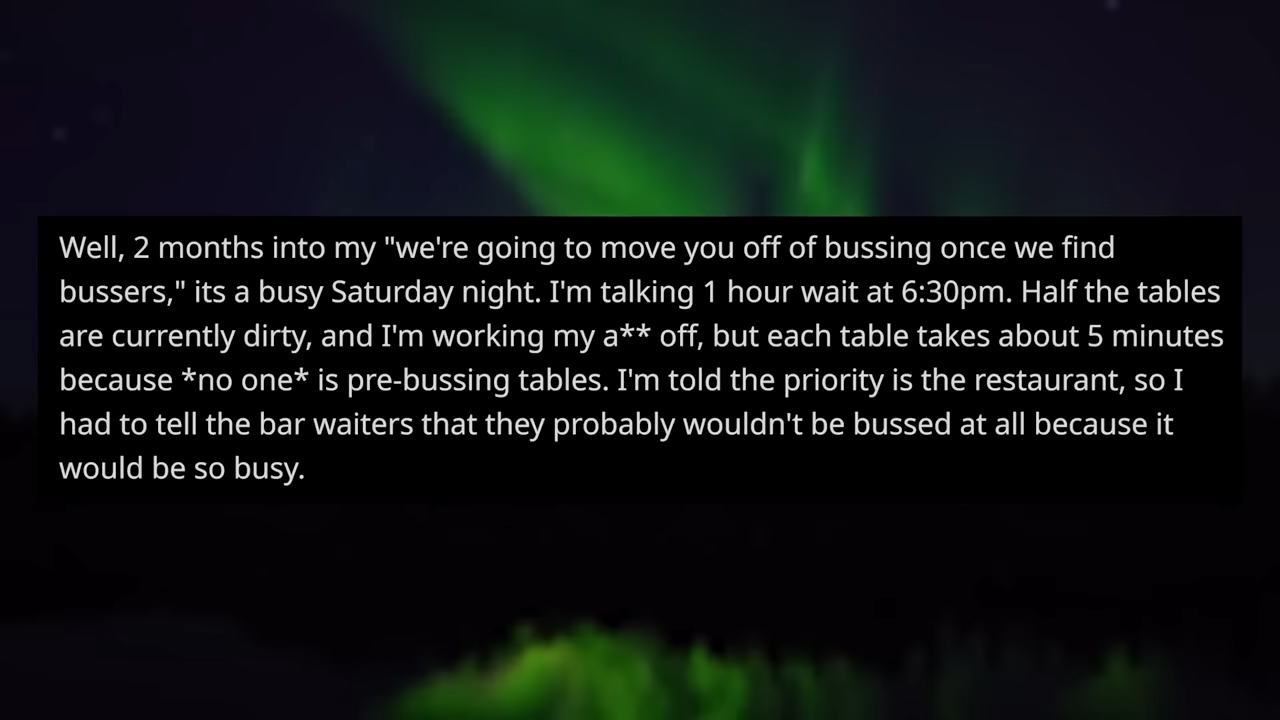 Well, 2 months into my "we're going to move you off of bussing once we find
bussers," its a busy Saturday night. I'm talking 1 hour wait at 6:30pm. Half the tables
are currently dirty, and I'm working my a** off, but each table takes about 5 minutes
because *no one* is pre-bussing tables. I'm told the priority is the restaurant, so I
had to tell the bar waiters that they probably wouldn't be bussed at all because it
would be so busy.